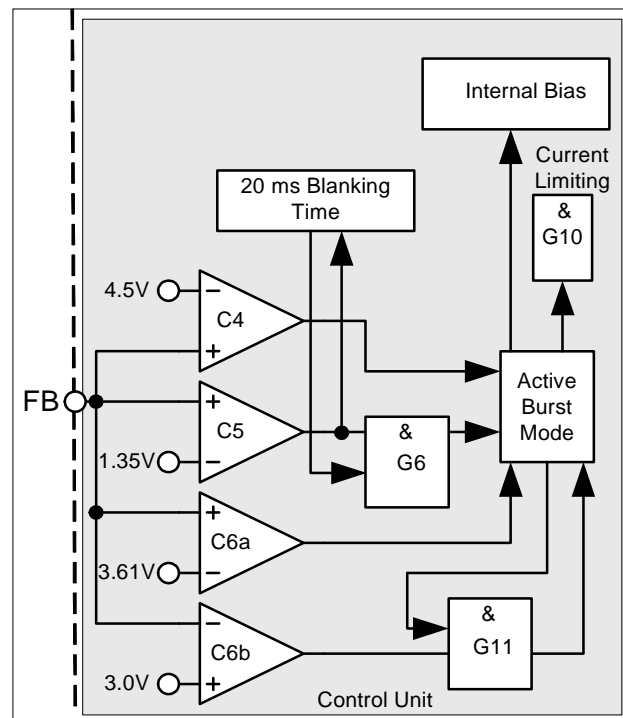 Internal Bias
Current
Limiting
20 ms Blanking
Time
&
G10
4.5V
−
C4
+
FB
+
C5
−
1.35V
&
G6
Active
Burst
Mode
+
C6a
−
3.61V
−
C6b
+
3.0V
&
G11
Control Unit